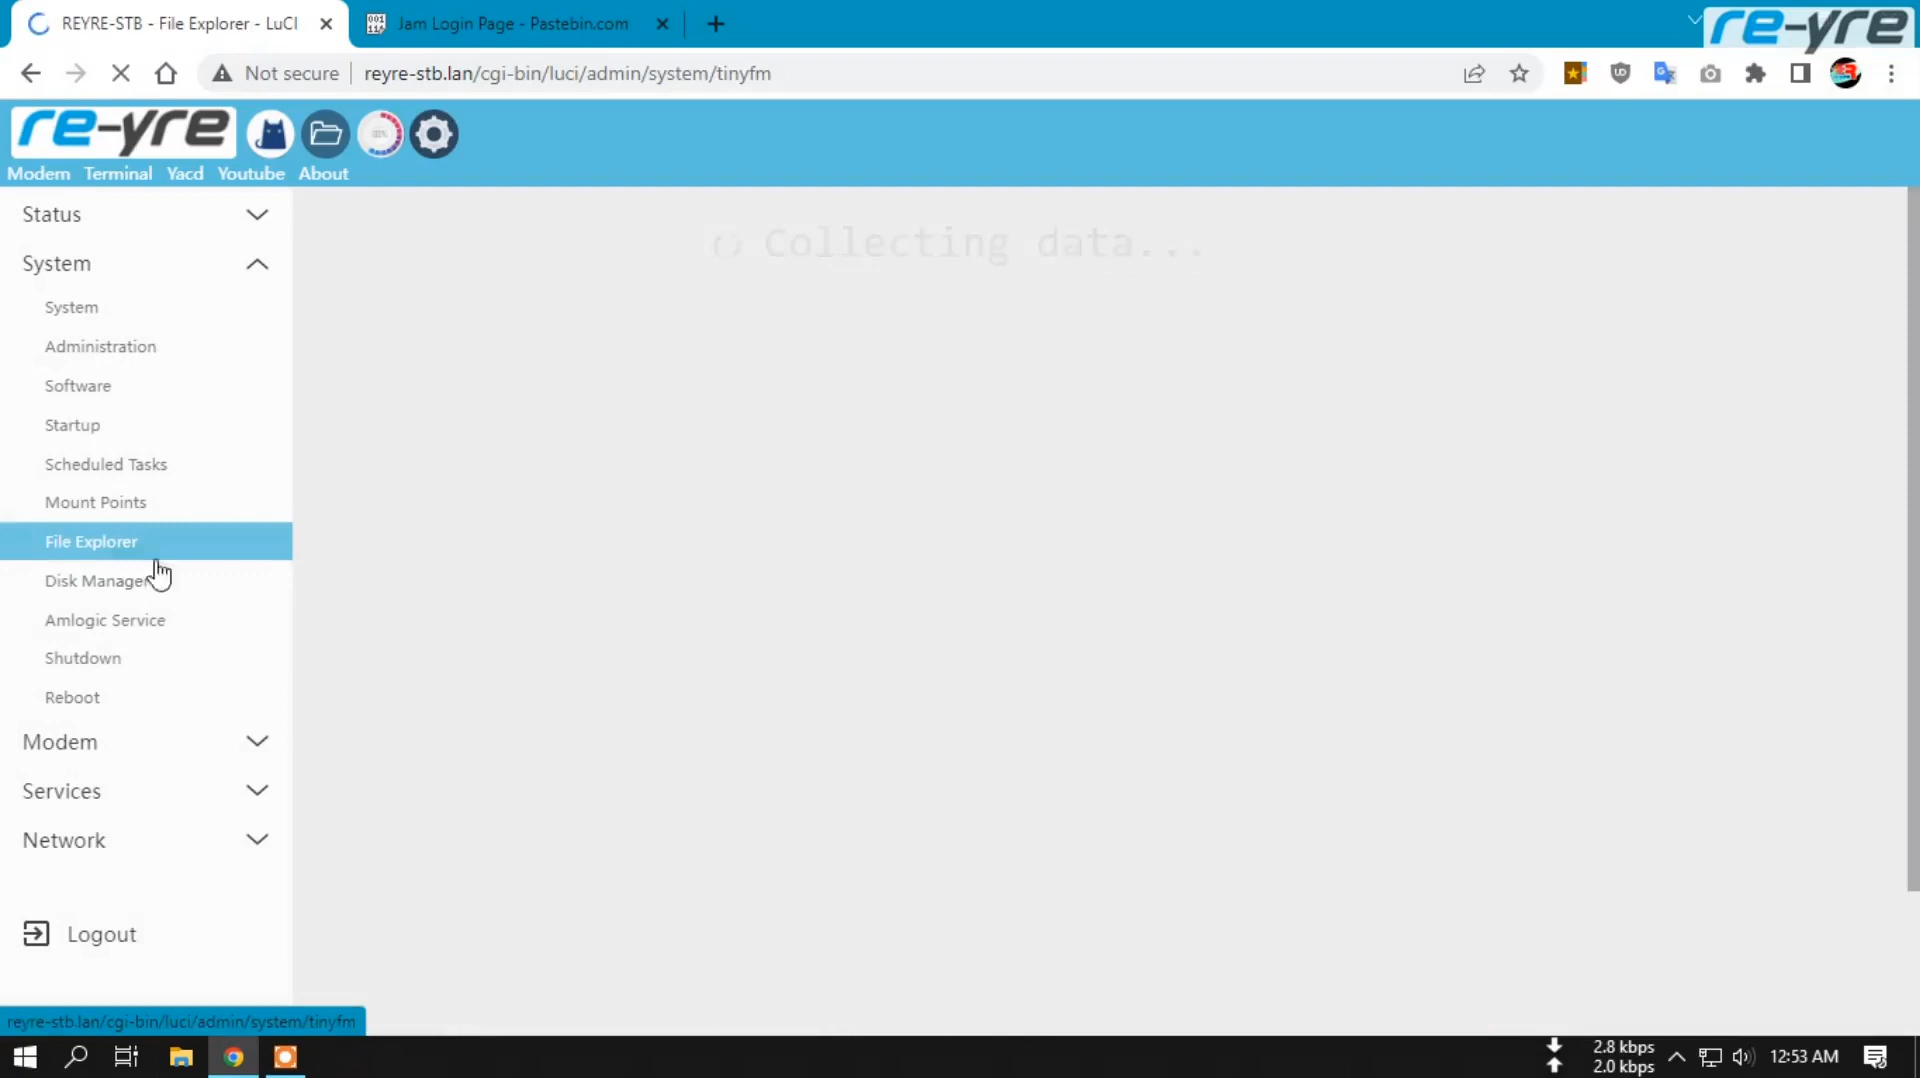 REYRE-STB - File Explorer - LuCI
Jam Login Page - Pastebin.com
re-yre
Not secure
reyre-stb.lan/cgi-bin/luci/admin/system/tinyfm
re-yre
Modem Terminal Yacd Youtube About
Status
System
System
Administration
Software
Startup
Scheduled Tasks
Mount Points
File Explorer
Disk Manager
Amlogic Service
Shutdown
Reboot
Modem
Services
Network
Logout
Collecting data...
reyre-stb.lan/cgi-bin/luci/admin/system/tinyfm
2.8 kbps
2.0 kbps
12:53 AM